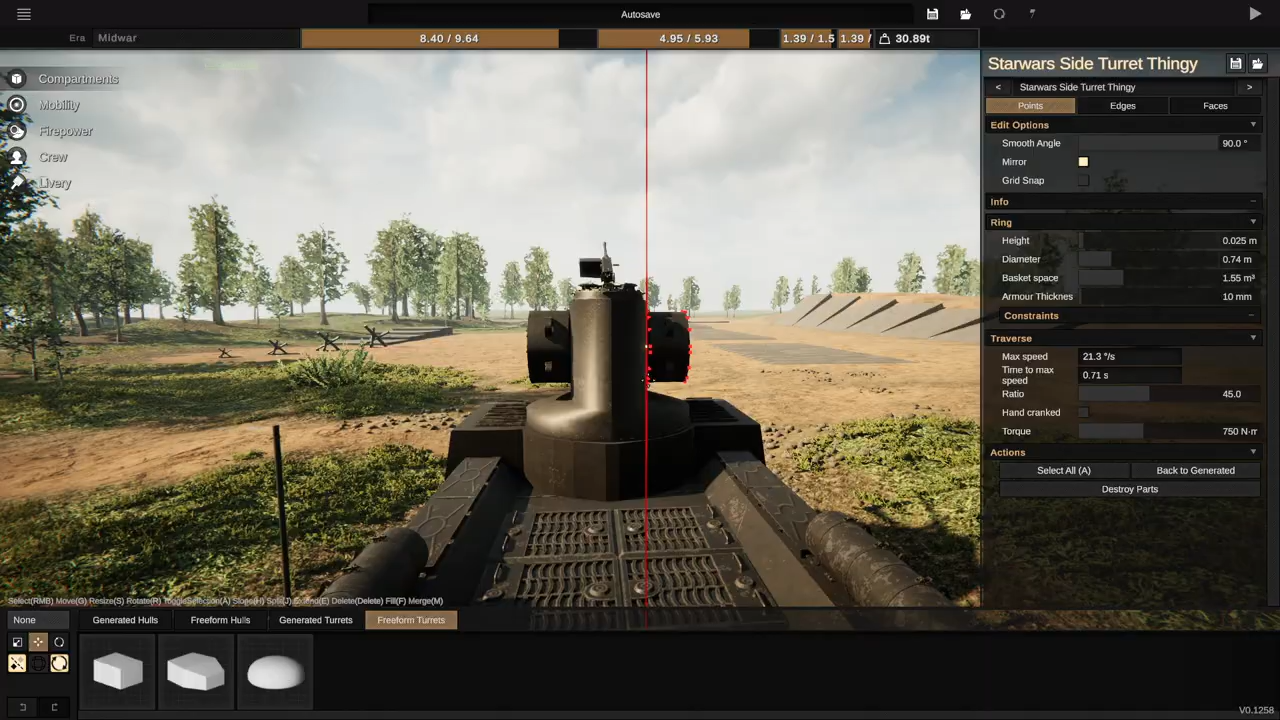 Autosave
Era Midwar
8.40 / 9.64
4.95 / 5.93
1.39 / 1.5
1.39 /
30.89t
Compartments
Mobility
Firepower
Crew
Livery
Starwars Side Turret Thingy
< Starwars Side Turret Thingy >
Points Edges Faces
Edit Options
Smooth Angle 90.0 °
Mirror
Grid Snap
Info
Ring
Height 0.025 m
Diameter 0.74 m
Basket space 1.55 m³
Armour Thicknes 10 mm
Constraints
Traverse
Max speed 21.3 °/s
Time to max speed 0.71 s
Ratio 45.0
Hand cranked
Torque 750 N·m
Actions
Select All (A) Back to Generated
Destroy Parts
Select(RMB) Move(G) Resize(S) Rotate(R) ToggleSelection(A) Slope(H) Split(J) Extend(E) Delete(Delete) Fill(F) Merge(M)
None
Generated Hulls Freeform Hulls Generated Turrets Freeform Turrets
V0.1258